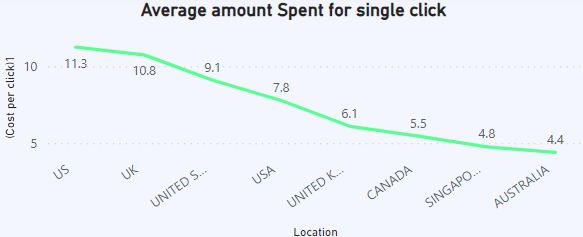 Average amount Spent for single click
(Cost per click)1
10
5
11.3
10.8
9.1
7.8
6.1
5.5
4.8
4.4
US
UK
UNITED S...
USA
UNITED K...
CANADA
SINGAPO...
AUSTRALIA
Location